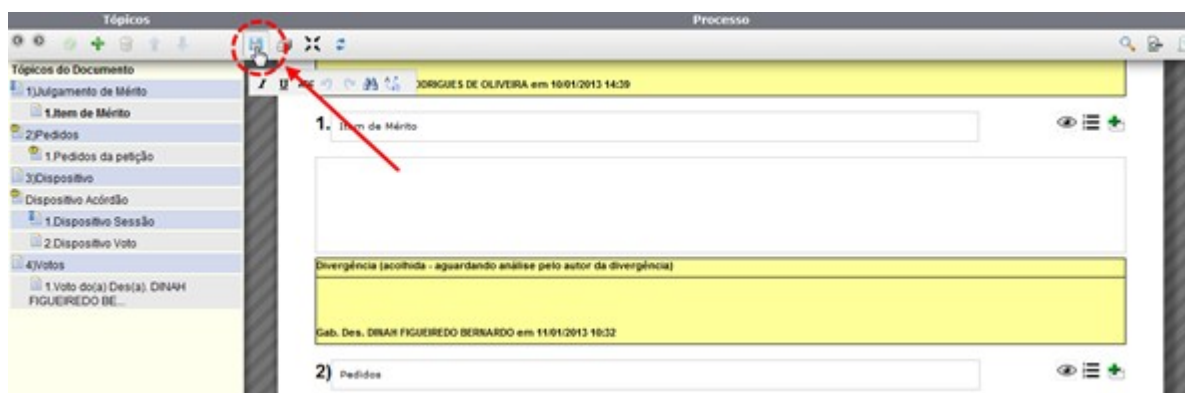 Tópicos
Processo
Tópicos do Documento
1)Julgamento de Mérito
1.Item de Mérito
2)Pedidos
1.Pedidos da petição
3)Dispositivo
Dispositivo Acórdão
1.Dispositivo Sessão
2.Dispositivo Voto
4)Votos
1.Voto do(a) Des(a). DINAH
FIGUEIREDO BE...
I U ABC
RODRIGUES DE OLIVEIRA em 10/01/2013 14:39
1. Item de Mérito
Divergência (acolhida - aguardando análise pelo autor da divergência)
Gab. Des. DINAH FIGUEIREDO BERNARDO em 11/01/2013 10:32
2) Pedidos